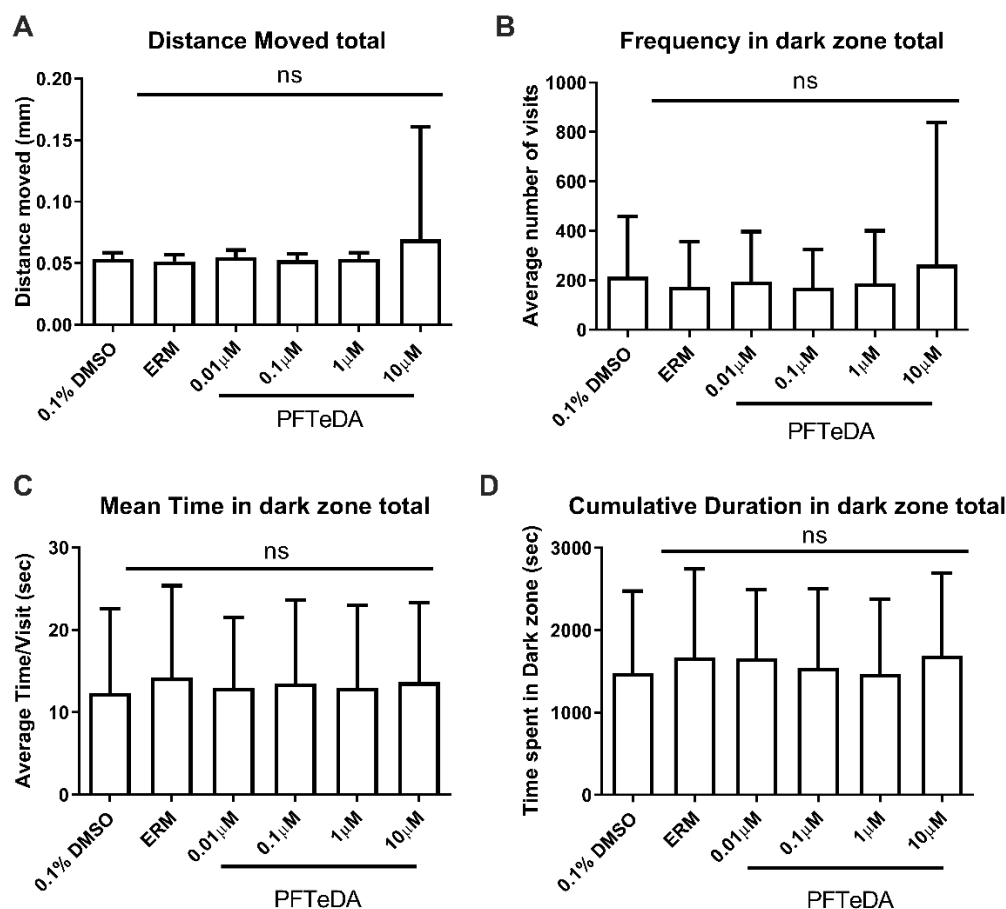 A
Distance Moved total
ns
Distance moved (mm)
0.20
0.15
0.10
0.05
0.00
0.1% DMSO
ERM
0.01µM
0.1µM
1µM
10µM
PFTeDA
B
Frequency in dark zone total
ns
Average number of visits
1000
800
600
400
200
0
0.1% DMSO
ERM
0.01µM
0.1µM
1µM
10µM
PFTeDA
C
Mean Time in dark zone total
ns
Average Time/Visit (sec)
30
20
10
0
0.1% DMSO
ERM
0.01µM
0.1µM
1µM
10µM
PFTeDA
D
Cumulative Duration in dark zone total
ns
Time spent in Dark zone (sec)
3000
2000
1000
0
0.1% DMSO
ERM
0.01µM
0.1µM
1µM
10µM
PFTeDA